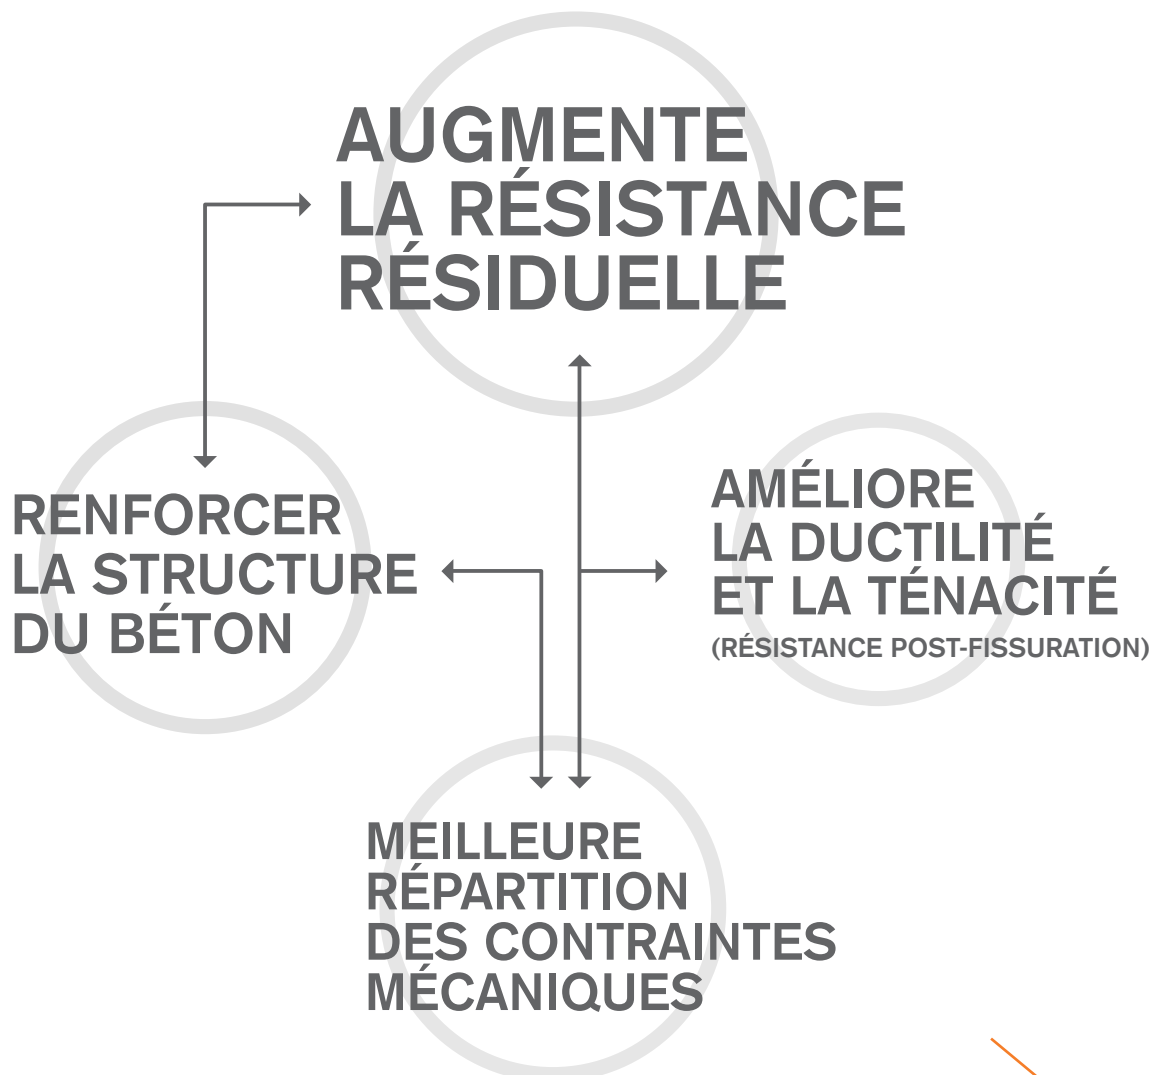 AUGMENTE
LA RÉSISTANCE
RÉSIDUELLE
RENFORCER
LA STRUCTURE
DU BÉTON
AMÉLIORE
LA DUCTILITÉ
ET LA TÉNACITÉ
(RÉSISTANCE POST-FISSURATION)
MEILLEURE
RÉPARTITION
DES CONTRAINTES
MÉCANIQUES